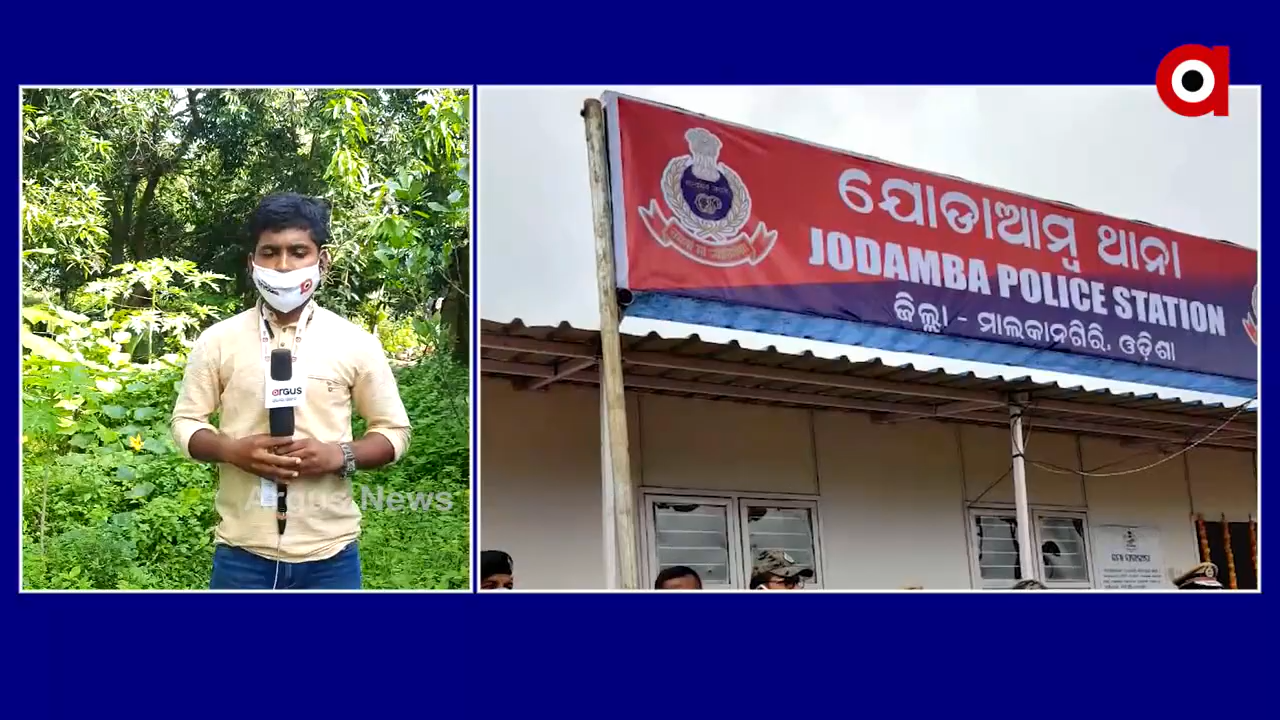 argus
Argus News
ଯୋଡାଆମ୍ବ ଥାନା
JODAMBA POLICE STATION
ଜିଲ୍ଲା - ମାଲକାନଗିରି, ଓଡ଼ିଶା